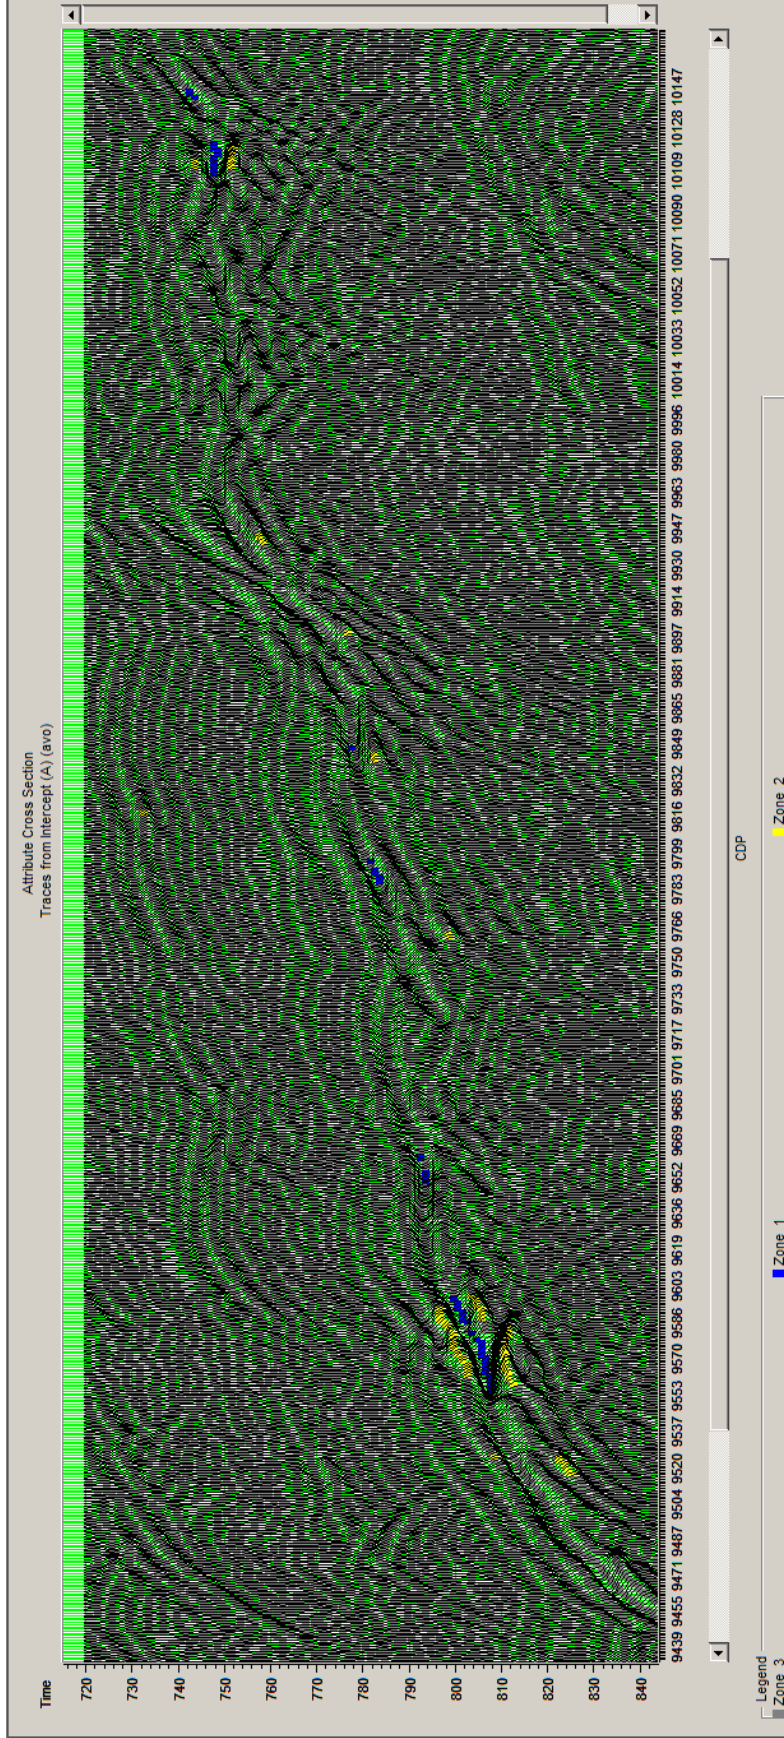 Attribute Cross Section
Traces from Intercept (A) (avo)
Time
720
730
740
750
760
770
780
790
800
810
820
830
840
9439 9455 9471 9487 9504 9520 9537 9553 9570 9586 9603 9619 9636 9652 9669 9685 9701 9717 9733 9750 9766 9783 9799 9816 9832 9849 9865 9881 9897 9914 9930 9947 9963 9980 9996 10014 10033 10052 10071 10090 10109 10128 10147
CDP
Legend
Zone 3
Zone 1
Zone 2